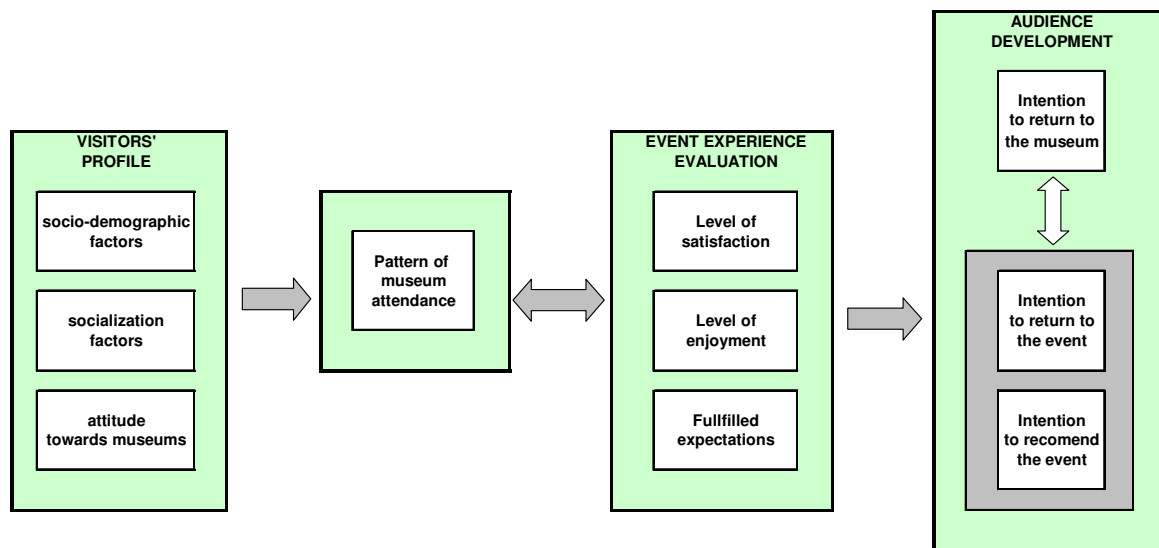 VISITORS'
PROFILE
socio-demographic
factors
socialization
factors
attitude
towards museums
Pattern of
museum
attendance
EVENT EXPERIENCE
EVALUATION
Level of
satisfaction
Level of
enjoyment
Fullfilled
expectations
AUDIENCE
DEVELOPMENT
Intention
to return to
the museum
Intention
to return to
the event
Intention
to recomend
the event